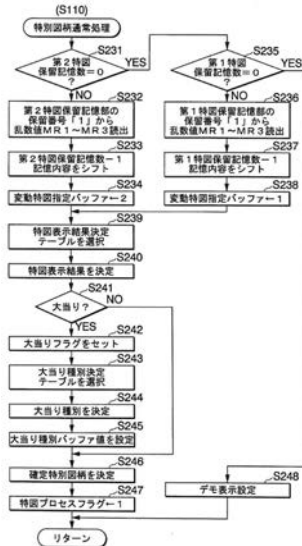 (S110)
特別図柄通常処理
S231
第2特図
保留記憶数=0
?
YES
NO
S235
第1特図
保留記憶数=0
?
YES
NO
S232
第2特図保留記憶部の
保留番号「1」から
乱数値MR1~MR3読出
S233
第2特図保留記憶数-1
記憶内容をシフト
S234
変動特図指定バッファ←2
S236
第1特図保留記憶部の
保留番号「1」から
乱数値MR1~MR3読出
S237
第1特図保留記憶数-1
記憶内容をシフト
S238
変動特図指定バッファ←1
S239
特図表示結果決定
テーブルを選択
S240
特図表示結果を決定
S241
大当り?
NO
YES
S242
大当りフラグをセット
S243
大当り種別決定
テーブルを選択
S244
大当り種別を決定
S245
大当り種別バッファ値を設定
S246
確定特別図柄を決定
S247
特図プロセスフラグ←1
S248
デモ表示設定
リターン